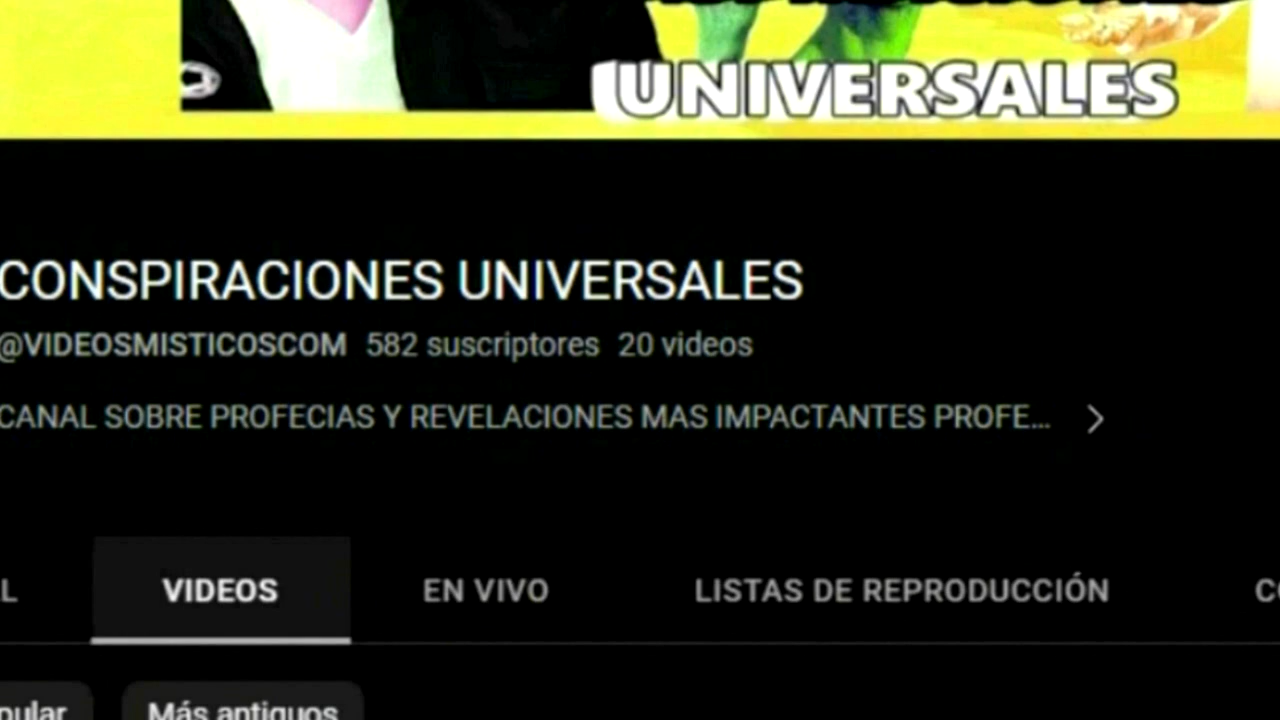 UNIVERSALES
CONSPIRACIONES UNIVERSALES
@VIDEOSMISTICOSCOM 582 suscriptores 20 videos
CANAL SOBRE PROFECIAS Y REVELACIONES MAS IMPACTANTES PROFE...
L VIDEOS EN VIVO LISTAS DE REPRODUCCIÓN
pular Más antiguos